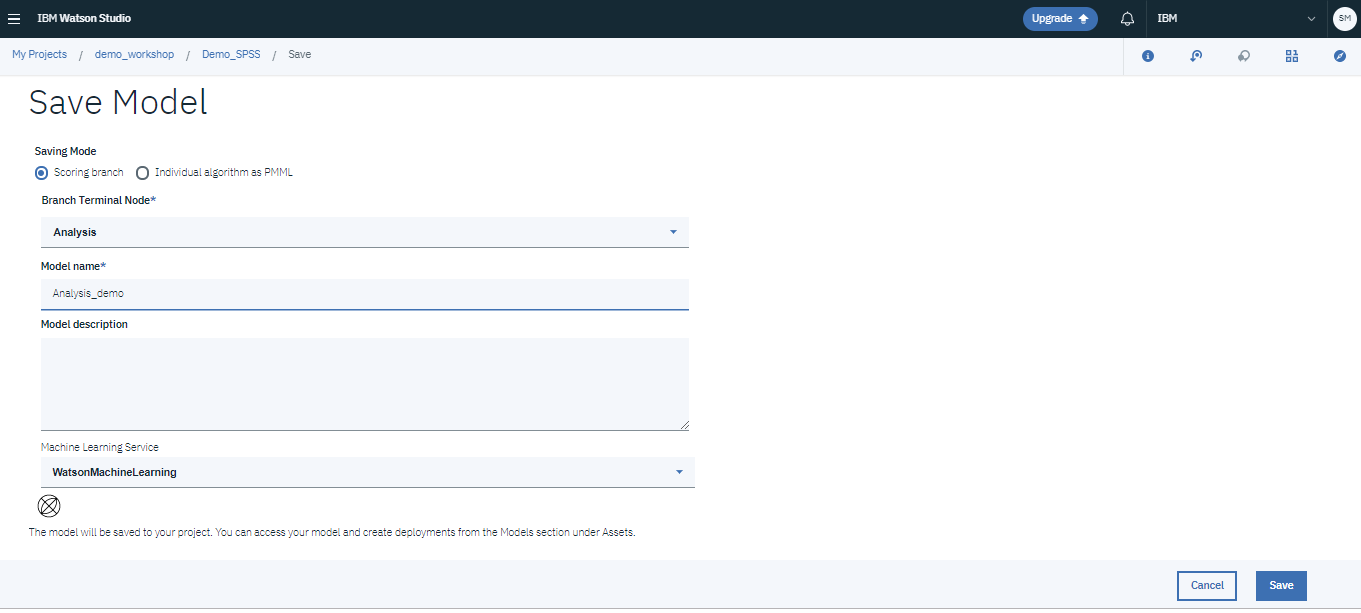 IBM Watson Studio Upgrade IBM SM
My Projects / demo_workshop / Demo_SPSS / Save
Save Model
Saving Mode
Scoring branch Individual algorithm as PMML
Branch Terminal Node*
Analysis
Model name*
Analysis_demo
Model description
Machine Learning Service
WatsonMachineLearning
The model will be saved to your project. You can access your model and create deployments from the Models section under Assets.
Cancel Save